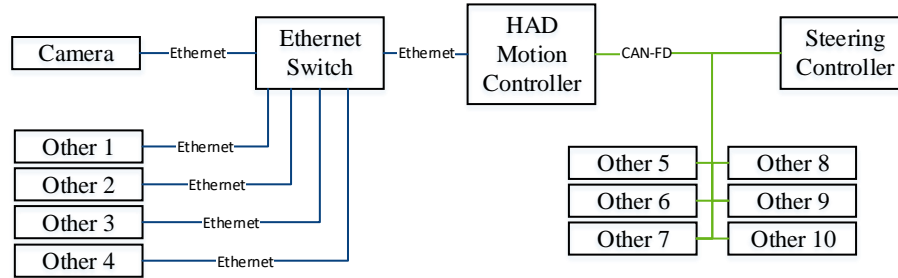 Camera
Ethernet
Ethernet
Switch
Ethernet
HAD
Motion
Controller
CAN-FD
Steering
Controller
Other 1
Ethernet
Other 2
Ethernet
Other 3
Ethernet
Other 4
Ethernet
Other 5
Other 8
Other 6
Other 9
Other 7
Other 10